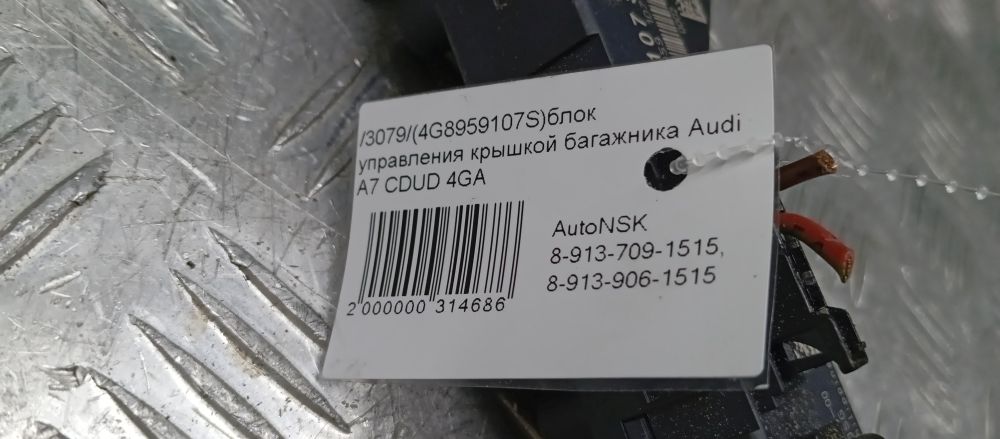 /3079/(4G8959107S)блок
управления крышкой багажника Audi
A7 CDUD 4GA
AutoNSK
8-913-709-1515,
8-913-906-1515
2 000000 314686